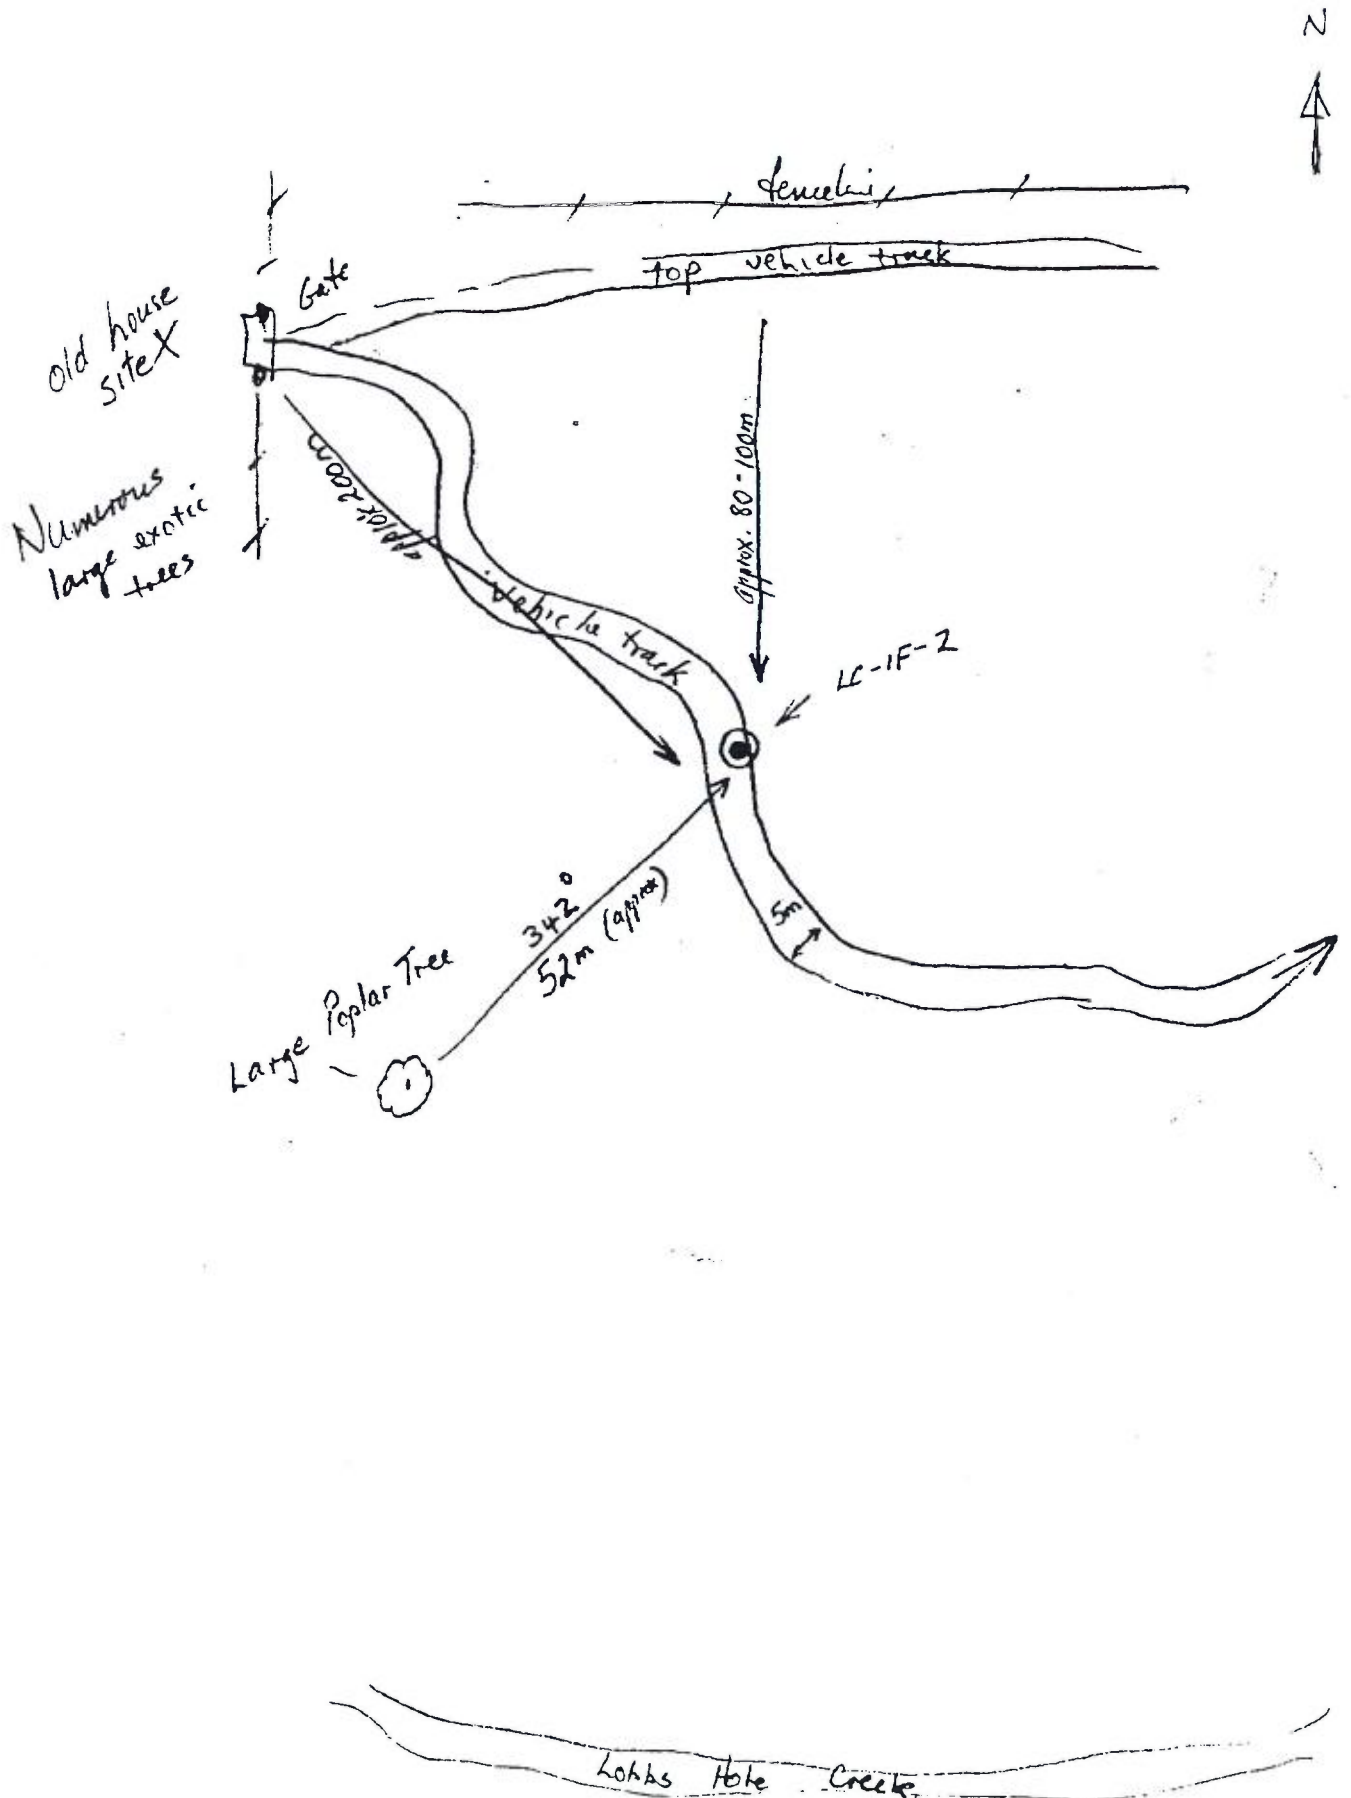 N
fenceline
top vehicle track
Gate
old house
site X
approx. 80-100m
approx 200m
Numerous
large exotic
trees
vehicle track
LC-IF-2
342°
52m (approx)
5m
Large Poplar Tree
Lobbs Hole Creek